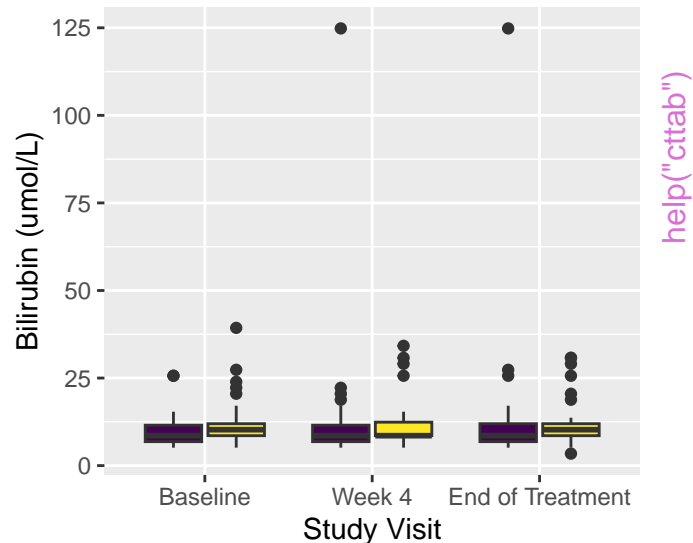 125
100
75
50
25
0
Bilirubin (umol/L)
Baseline
Week 4
End of Treatment
Study Visit
help("cttab")